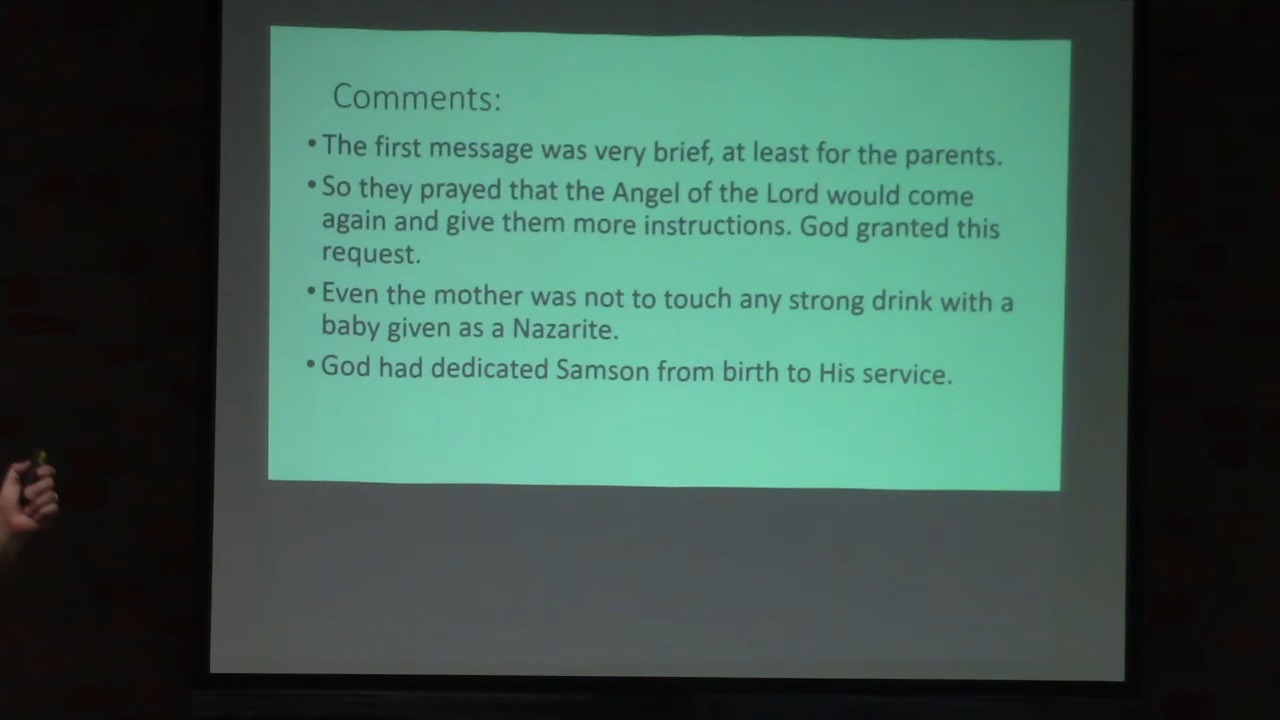 Comments:
•The first message was very brief, at least for the parents.
•So they prayed that the Angel of the Lord would come
again and give them more instructions. God granted this
request.
•Even the mother was not to touch any strong drink with a
baby given as a Nazarite.
•God had dedicated Samson from birth to His service.